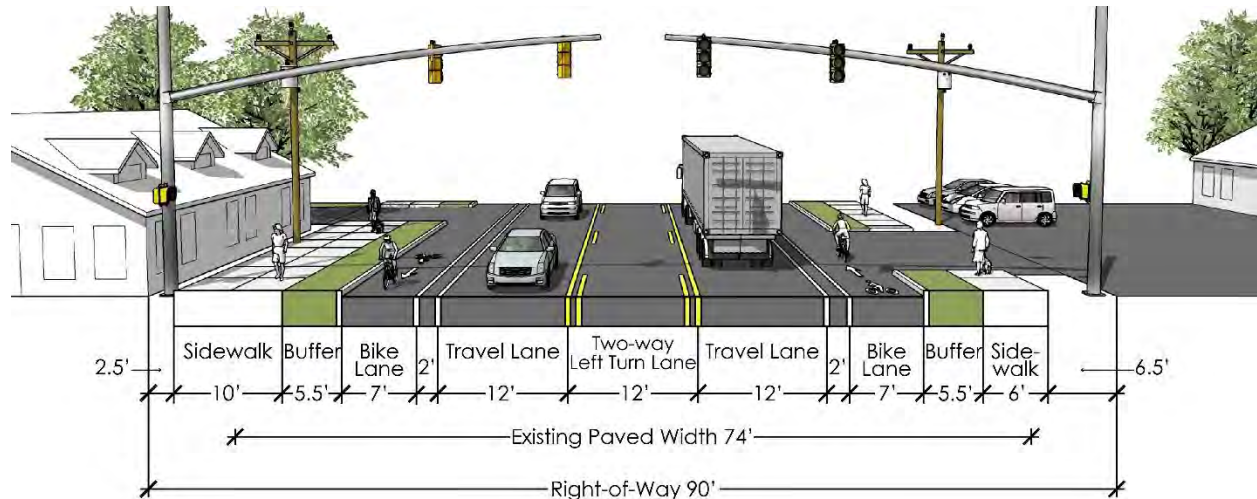 2.5'
Sidewalk
Buffer
Bike
Lane
2'
Travel Lane
Two-way
Left Turn Lane
Travel Lane
2'
Bike
Lane
Buffer
Side-
walk
6.5'
10'
5.5'
7'
12'
12'
12'
7'
5.5'
6'
Existing Paved Width 74'
Right-of-Way 90'